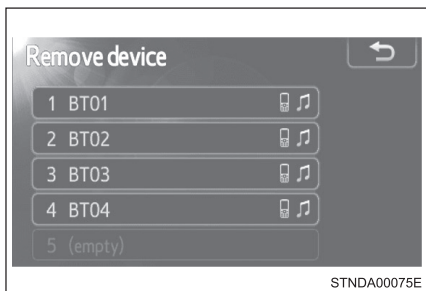 Remove device
1 BT01
2 BT02
3 BT03
4 BT04
5 (empty)
STNDA00075E